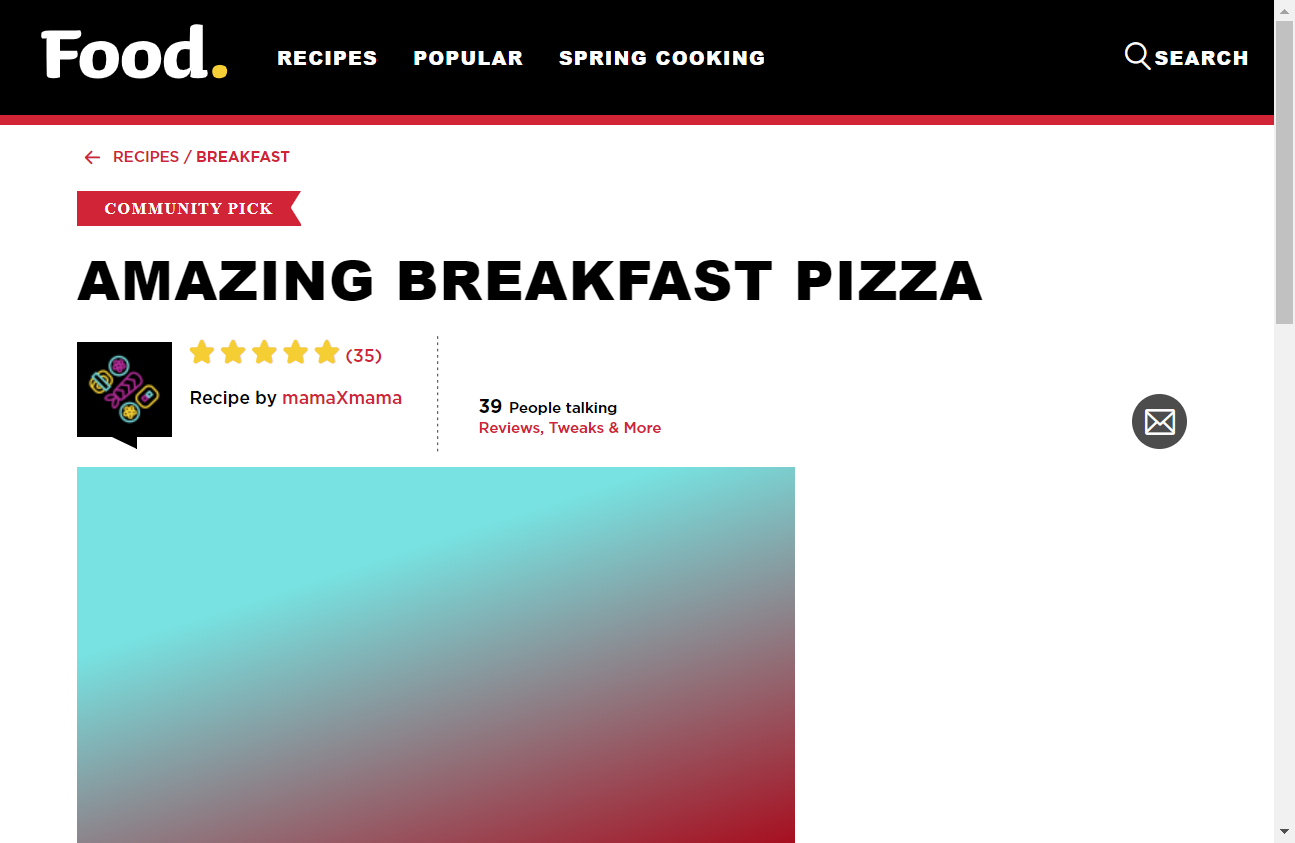 Food.
RECIPES POPULAR SPRING COOKING SEARCH
RECIPES / BREAKFAST
COMMUNITY PICK
AMAZING BREAKFAST PIZZA
(35)
Recipe by mamaXmama
39 People talking
Reviews, Tweaks & More